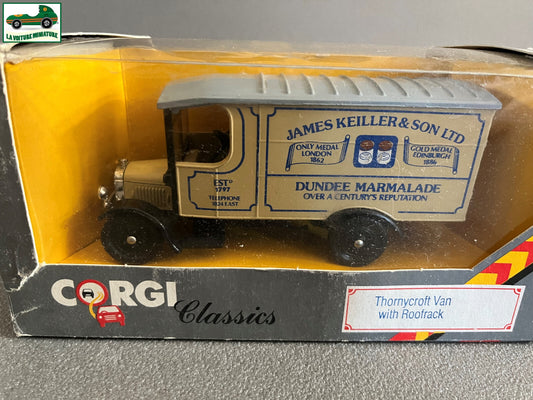 LA VOITURE MINIATURE
JAMES KEILLER & SON LTD
ONLY MEDAL
LONDON
1862
GOLD MEDAL
EDINBURGH
1886
DUNDEE MARMALADE
OVER A CENTURY'S REPUTATION
ESTD
1797
TELEPHONE
EAST
CORGI
Classics
Thornycroft Van
with Roofrack